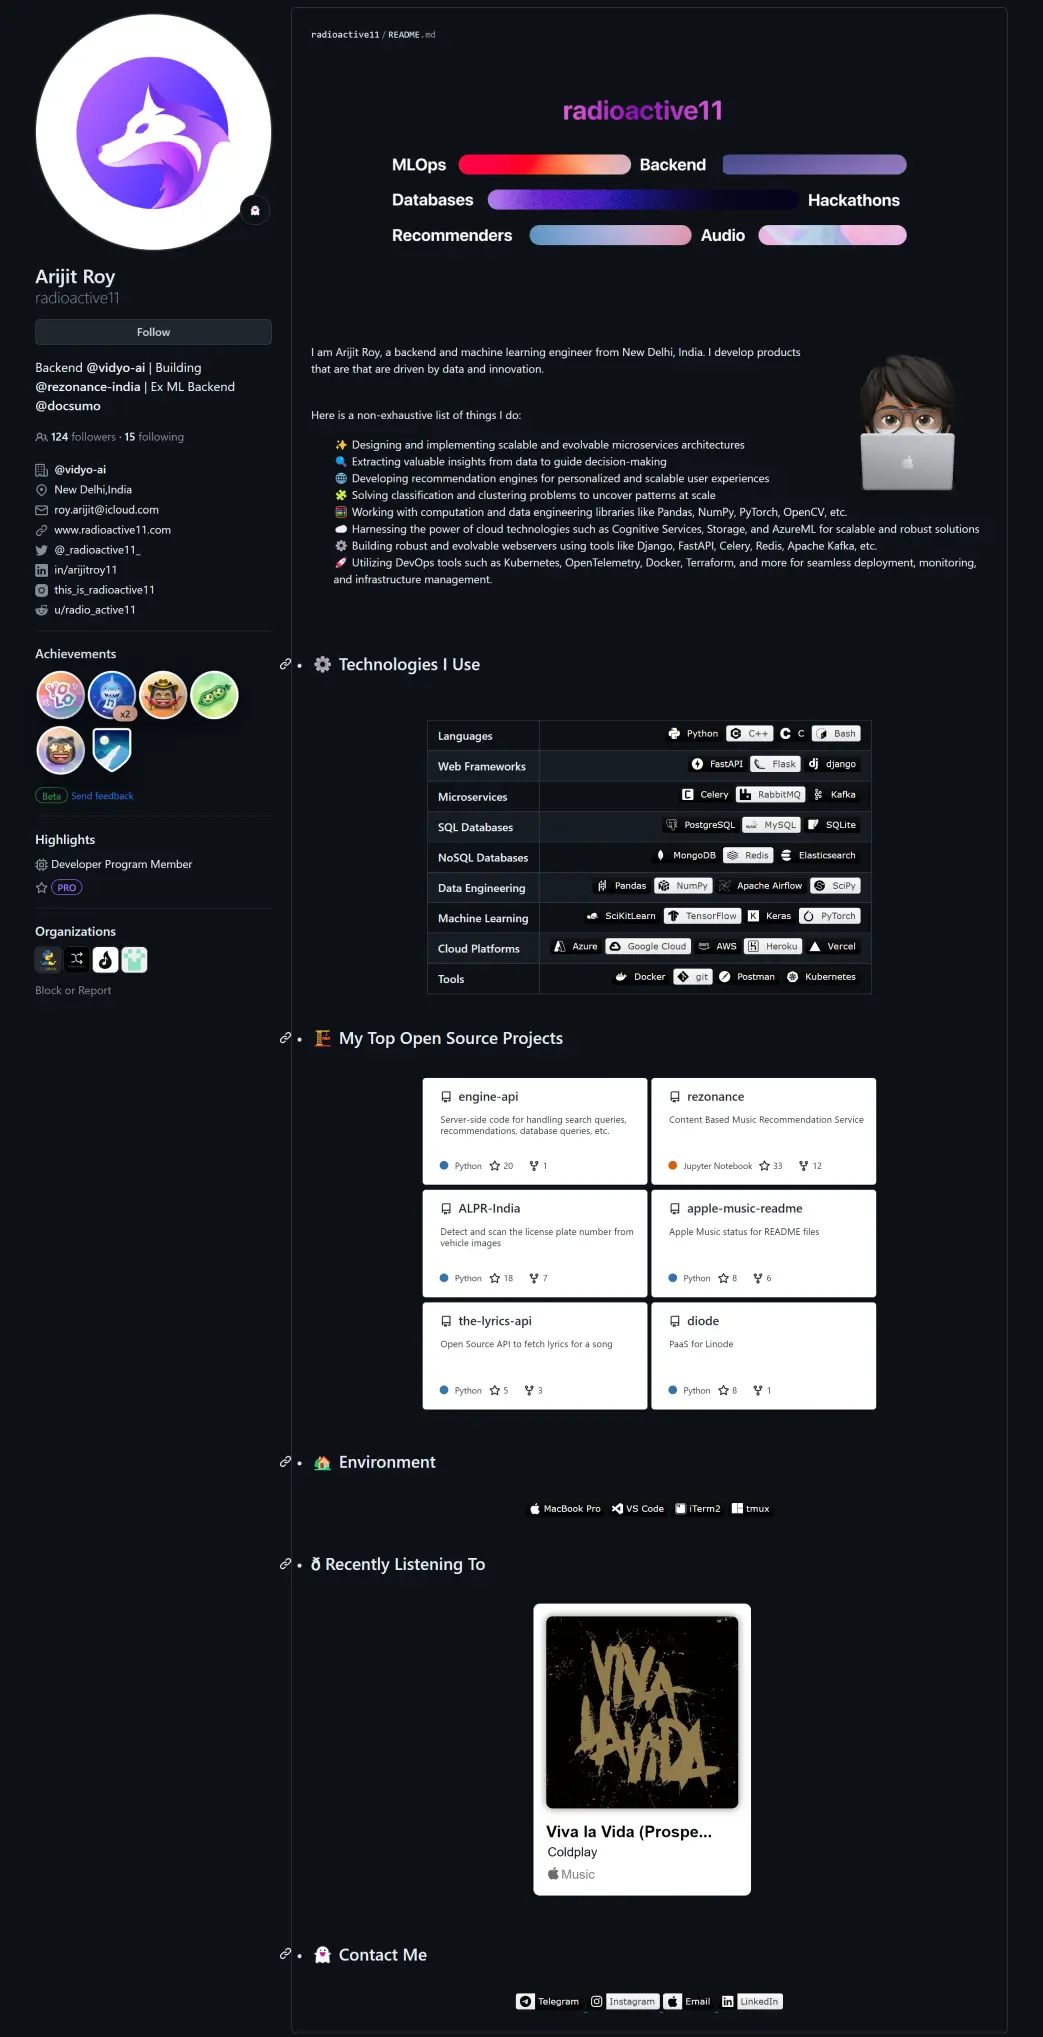 Arijit Roy
radioactive11
Follow
Backend @vidyo-ai | Building
@rezonance-india | Ex ML Backend
@docsumo
124 followers · 15 following
@vidyo-ai
New Delhi,India
roy.arijit@icloud.com
www.radioactive11.com
@_radioactive11_
in/arijitroy11
this_is_radioactive11
u/radio_active11
Achievements
YOLO
x2
Beta Send feedback
Highlights
Developer Program Member
PRO
Organizations
Block or Report
radioactive11/README.md
radioactive11
MLOps Backend
Databases Hackathons
Recommenders Audio
I am Arijit Roy, a backend and machine learning engineer from New Delhi, India. I develop products
that are that are driven by data and innovation.
Here is a non-exhaustive list of things I do:
✨ Designing and implementing scalable and evolvable microservices architectures
🔍 Extracting valuable insights from data to guide decision-making
🌐 Developing recommendation engines for personalized and scalable user experiences
🧩 Solving classification and clustering problems to uncover patterns at scale
🧮 Working with computation and data engineering libraries like Pandas, NumPy, PyTorch, OpenCV, etc.
☁️ Harnessing the power of cloud technologies such as Cognitive Services, Storage, and AzureML for scalable and robust solutions
⚙️ Building robust and evolvable webservers using tools like Django, FastAPI, Celery, Redis, Apache Kafka, etc.
🚀 Utilizing DevOps tools such as Kubernetes, OpenTelemetry, Docker, Terraform, and more for seamless deployment, monitoring,
and infrastructure management.
• ⚙️ Technologies I Use
Languages Python C++ C Bash
Web Frameworks FastAPI Flask dj django
Microservices Celery RabbitMQ Kafka
SQL Databases PostgreSQL MySQL SQLite
NoSQL Databases MongoDB Redis Elasticsearch
Data Engineering Pandas NumPy Apache Airflow SciPy
Machine Learning SciKitLearn TensorFlow K Keras PyTorch
Cloud Platforms Azure Google Cloud AWS Heroku Vercel
Tools Docker git Postman Kubernetes
• 🏗️ My Top Open Source Projects
engine-api
Server-side code for handling search queries,
recommendations, database queries, etc.
Python 20 1
rezonance
Content Based Music Recommendation Service
Jupyter Notebook 33 12
ALPR-India
Detect and scan the license plate number from
vehicle images
Python 18 7
apple-music-readme
Apple Music status for README files
Python 8 6
the-lyrics-api
Open Source API to fetch lyrics for a song
Python 5 3
diode
PaaS for Linode
Python 8 1
• 🏡 Environment
MacBook Pro VS Code iTerm2 tmux
• ð Recently Listening To
VIVA
LA VIDA
Viva la Vida (Prospe...
Coldplay
Music
• 👻 Contact Me
Telegram Instagram Email in LinkedIn